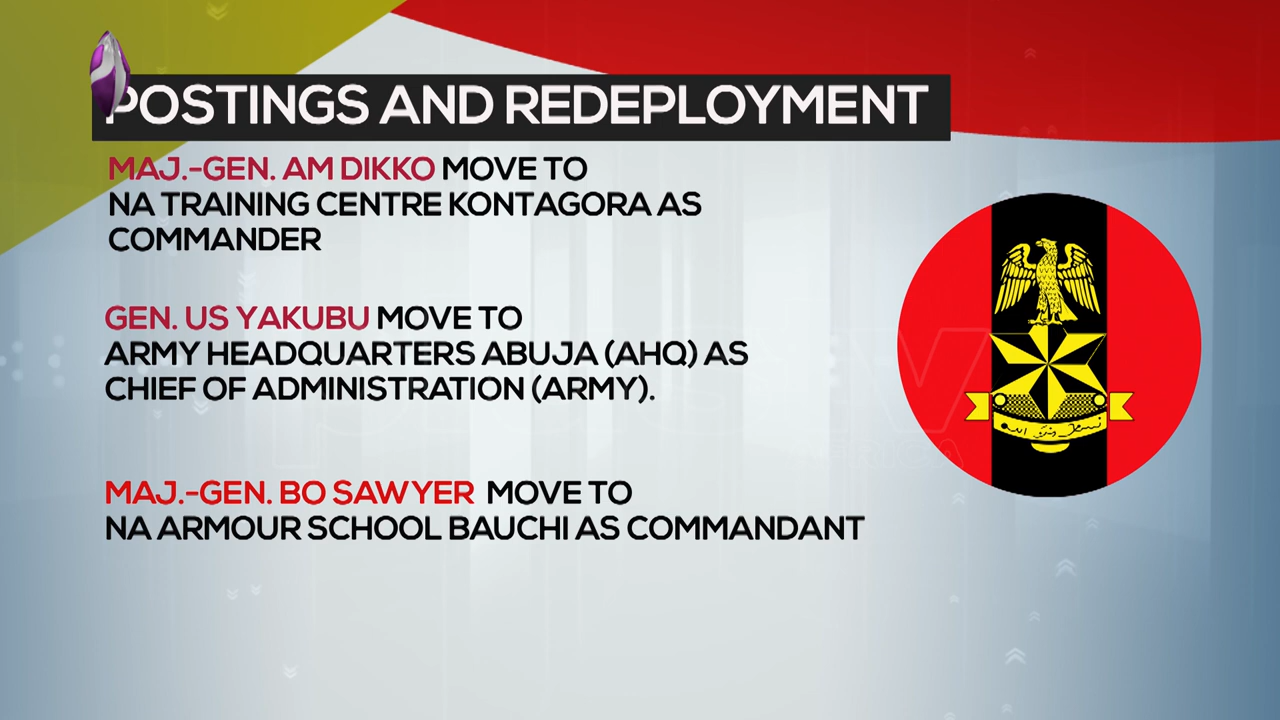 POSTINGS AND REDEPLOYMENT
MAJ.-GEN. AM DIKKO MOVE TO
NA TRAINING CENTRE KONTAGORA AS
COMMANDER
GEN. US YAKUBU MOVE TO
ARMY HEADQUARTERS ABUJA (AHQ) AS
CHIEF OF ADMINISTRATION (ARMY).
MAJ.-GEN. BO SAWYER MOVE TO
NA ARMOUR SCHOOL BAUCHI AS COMMANDANT